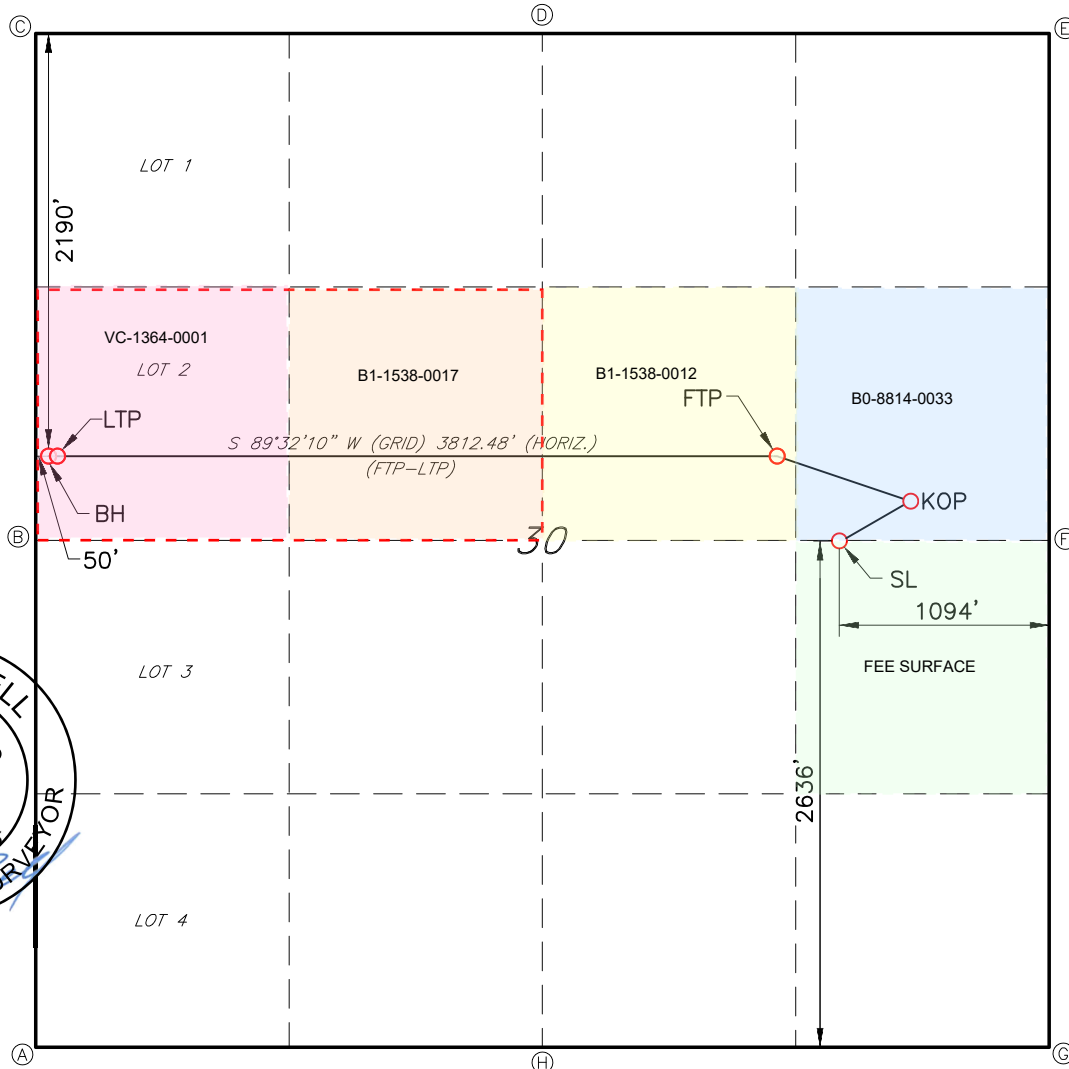 C
D
E
LOT 1
2190'
VC-1364-0001
LOT 2
B1-1538-0017
B1-1538-0012
B0-8814-0033
FTP
LTP
S 89°32'10" W (GRID) 3812.48' (HORIZ.)
(FTP-LTP)
KOP
BH
B
50'
30
F
SL
1094'
FEE SURFACE
LOT 3
2636'
SURVEYOR
LOT 4
A
H
G